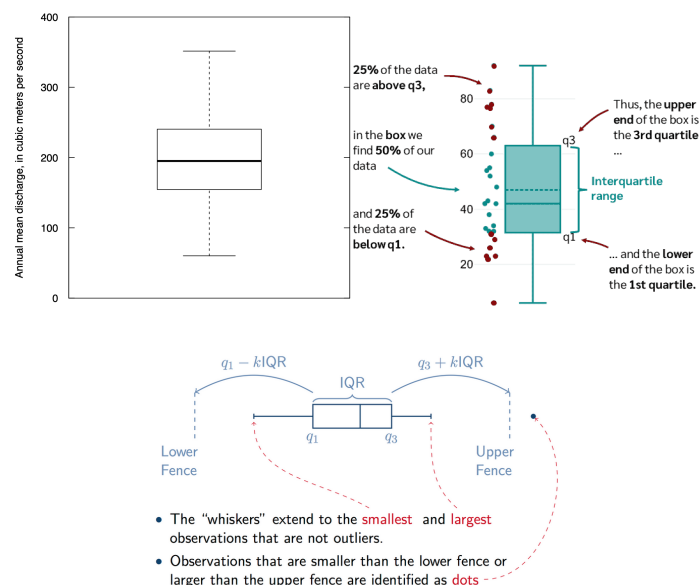 Annual mean discharge, in cubic meters per second
400
300
200
100
0
25% of the data
are above q3,
in the box we
find 50% of our
data
and 25% of
the data are
below q1.
80
60
40
20
q3
q1
Thus, the upper
end of the box is
the 3rd quartile
...
Interquartile
range
... and the lower
end of the box is
the 1st quartile.
q₁ − kIQR
q₃ + kIQR
IQR
q₁
q₃
Lower
Fence
Upper
Fence
• The “whiskers” extend to the smallest and largest
observations that are not outliers.
• Observations that are smaller than the lower fence or
larger than the upper fence are identified as dots